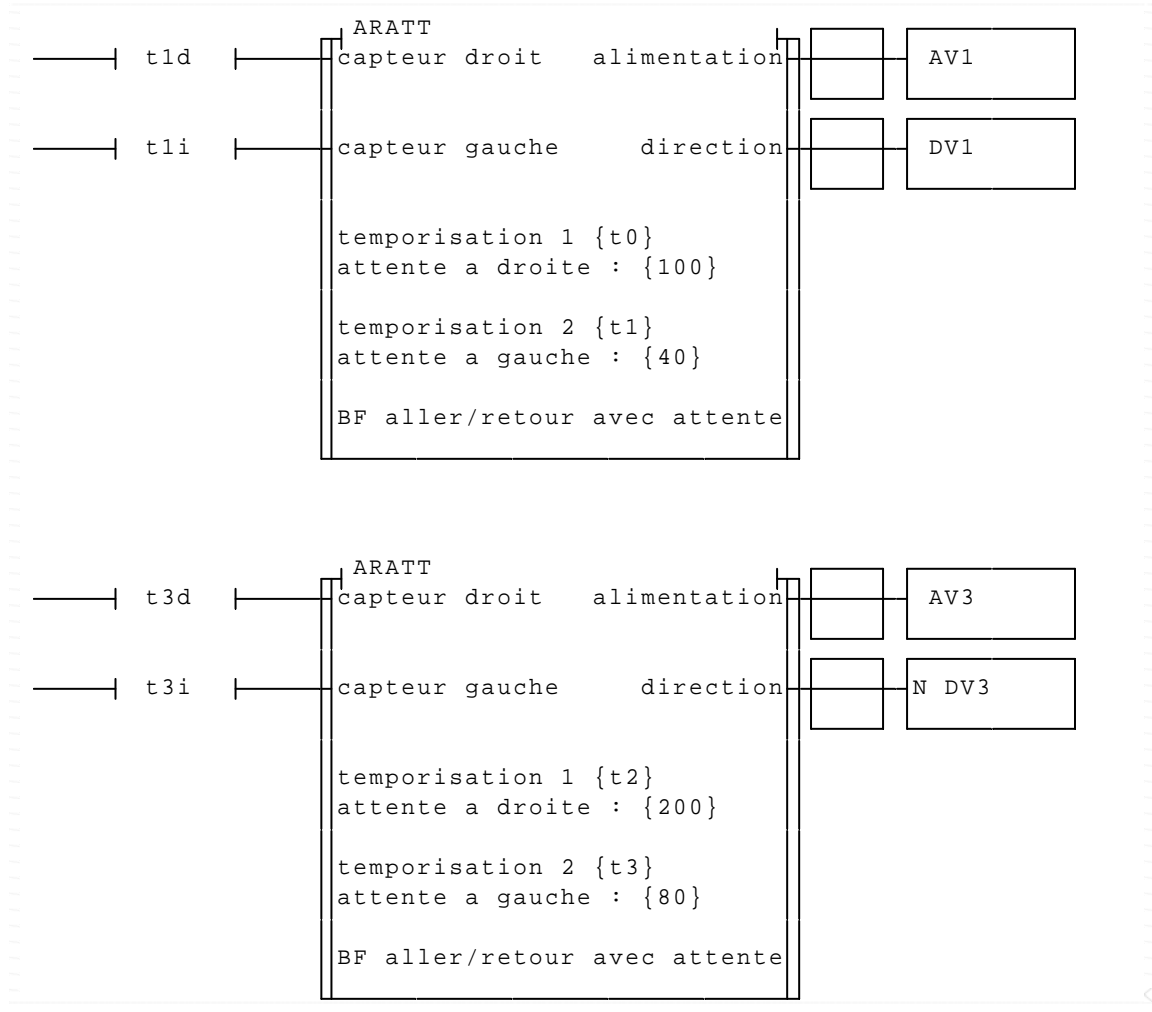 ARATT
t1d capteur droit alimentation AV1
t1i capteur gauche direction DV1
temporisation 1 {t0}
attente a droite : {100}
temporisation 2 {t1}
attente a gauche : {40}
BF aller/retour avec attente
ARATT
t3d capteur droit alimentation AV3
t3i capteur gauche direction N DV3
temporisation 1 {t2}
attente a droite : {200}
temporisation 2 {t3}
attente a gauche : {80}
BF aller/retour avec attente